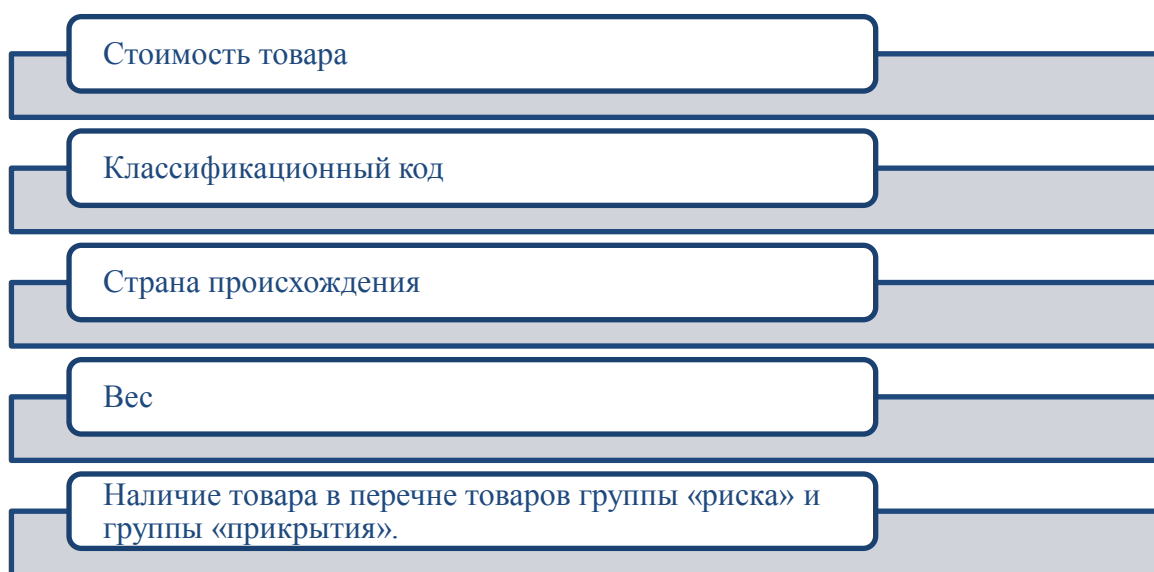 Стоимость товара
Классификационный код
Страна происхождения
Вес
Наличие товара в перечне товаров группы «риска» и
группы «прикрытия».